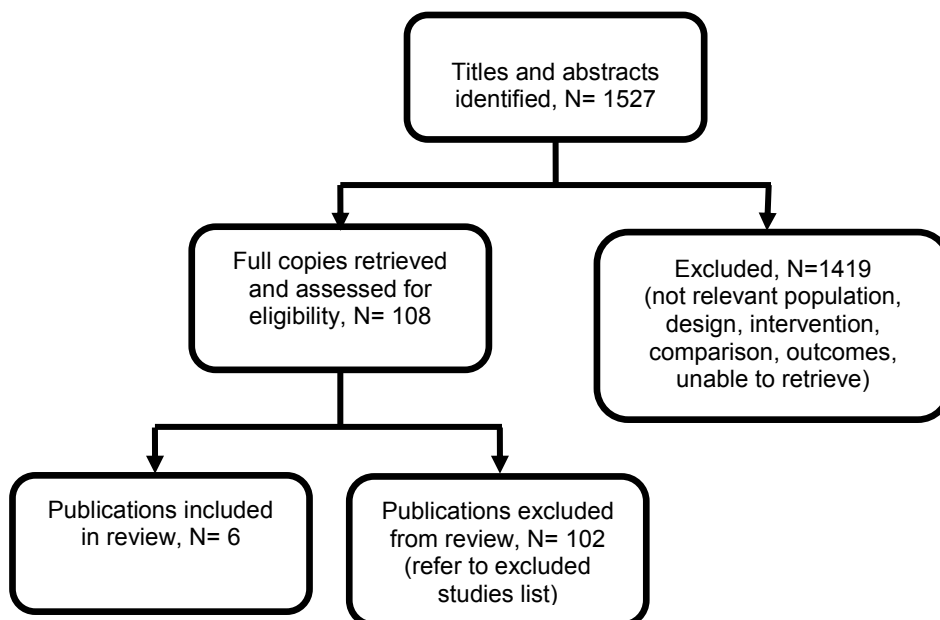 Titles and abstracts
identified, N= 1527
Full copies retrieved
and assessed for
eligibility, N= 108
Excluded, N=1419
(not relevant population,
design, intervention,
comparison, outcomes,
unable to retrieve)
Publications included
in review, N= 6
Publications excluded
from review, N= 102
(refer to excluded
studies list)